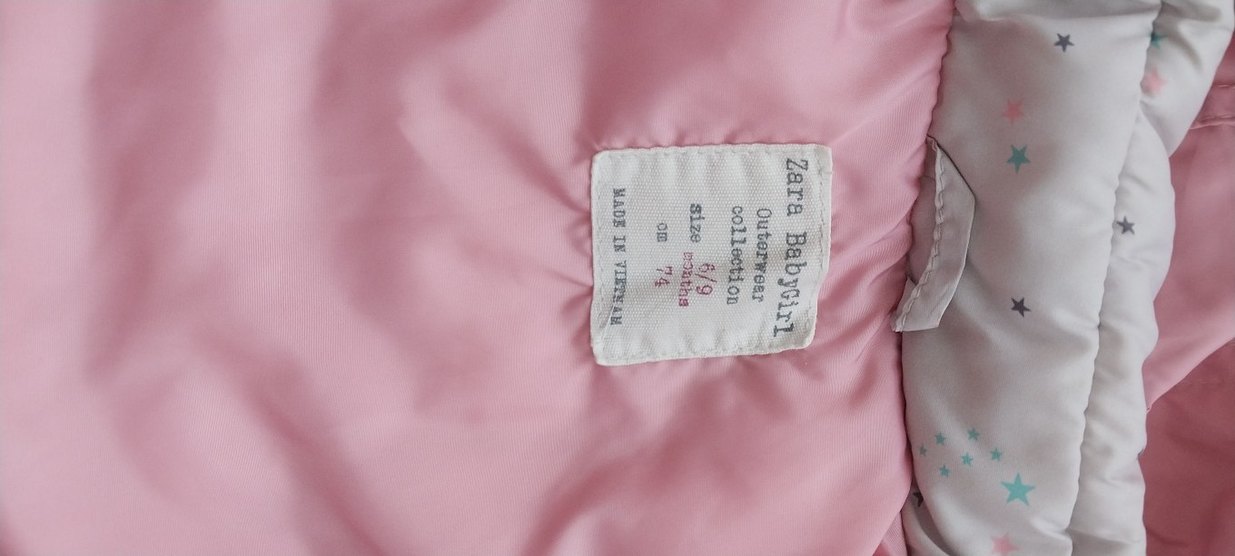 Zara BabyGirl
Outerwear
collection
size 6/9
months
cm 74
MADE IN VIETNAM